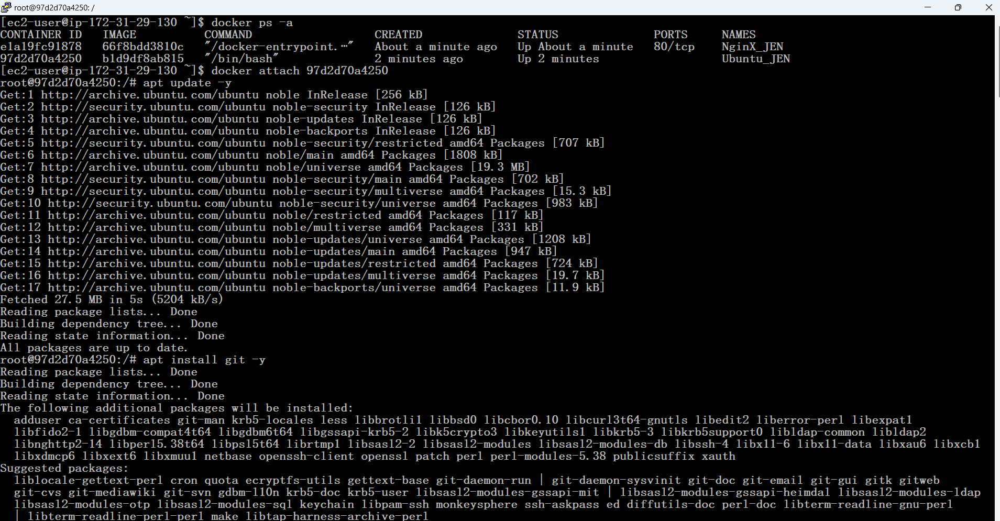 root@97d2d70a4250: /
[ec2-user@ip-172-31-29-130 ~]$ docker ps -a
CONTAINER ID   IMAGE          COMMAND                  CREATED              STATUS              PORTS     NAMES
e1a19fc91878   66f8bdd3810c   "/docker-entrypoint.…"   About a minute ago   Up About a minute   80/tcp    NginX_JEN
97d2d70a4250   b1d9df8ab815   "/bin/bash"              2 minutes ago        Up 2 minutes                  Ubuntu_JEN
[ec2-user@ip-172-31-29-130 ~]$ docker attach 97d2d70a4250
root@97d2d70a4250:/# apt update -y
Get:1 http://archive.ubuntu.com/ubuntu noble InRelease [256 kB]
Get:2 http://security.ubuntu.com/ubuntu noble-security InRelease [126 kB]
Get:3 http://archive.ubuntu.com/ubuntu noble-updates InRelease [126 kB]
Get:4 http://archive.ubuntu.com/ubuntu noble-backports InRelease [126 kB]
Get:5 http://security.ubuntu.com/ubuntu noble-security/restricted amd64 Packages [707 kB]
Get:6 http://archive.ubuntu.com/ubuntu noble/main amd64 Packages [1808 kB]
Get:7 http://archive.ubuntu.com/ubuntu noble/universe amd64 Packages [19.3 MB]
Get:8 http://security.ubuntu.com/ubuntu noble-security/main amd64 Packages [702 kB]
Get:9 http://security.ubuntu.com/ubuntu noble-security/multiverse amd64 Packages [15.3 kB]
Get:10 http://security.ubuntu.com/ubuntu noble-security/universe amd64 Packages [983 kB]
Get:11 http://archive.ubuntu.com/ubuntu noble/restricted amd64 Packages [117 kB]
Get:12 http://archive.ubuntu.com/ubuntu noble/multiverse amd64 Packages [331 kB]
Get:13 http://archive.ubuntu.com/ubuntu noble-updates/universe amd64 Packages [1208 kB]
Get:14 http://archive.ubuntu.com/ubuntu noble-updates/main amd64 Packages [947 kB]
Get:15 http://archive.ubuntu.com/ubuntu noble-updates/restricted amd64 Packages [724 kB]
Get:16 http://archive.ubuntu.com/ubuntu noble-updates/multiverse amd64 Packages [19.7 kB]
Get:17 http://archive.ubuntu.com/ubuntu noble-backports/universe amd64 Packages [11.9 kB]
Fetched 27.5 MB in 5s (5204 kB/s)
Reading package lists... Done
Building dependency tree... Done
Reading state information... Done
All packages are up to date.
root@97d2d70a4250:/# apt install git -y
Reading package lists... Done
Building dependency tree... Done
Reading state information... Done
The following additional packages will be installed:
  adduser ca-certificates git-man krb5-locales less libbrotli1 libbsd0 libcbor0.10 libcurl3t64-gnutls libedit2 liberror-perl libexpat1
  libfido2-1 libgdbm-compat4t64 libgdbm6t64 libgssapi-krb5-2 libk5crypto3 libkeyutils1 libkrb5-3 libkrb5support0 libldap-common libldap2
  libnghttp2-14 libperl5.38t64 libpsl5t64 librtmp1 libsasl2-2 libsasl2-modules libsasl2-modules-db libssh-4 libx11-6 libx11-data libxau6 libxcb1
  libxdmcp6 libxext6 libxmuu1 netbase openssh-client openssl patch perl perl-modules-5.38 publicsuffix xauth
Suggested packages:
  liblocale-gettext-perl cron quota ecryptfs-utils gettext-base git-daemon-run | git-daemon-sysvinit git-doc git-email git-gui gitk gitweb
  git-cvs git-mediawiki git-svn gdbm-l10n krb5-doc krb5-user libsasl2-modules-gssapi-mit | libsasl2-modules-gssapi-heimdal libsasl2-modules-ldap
  libsasl2-modules-otp libsasl2-modules-sql keychain libpam-ssh monkeysphere ssh-askpass ed diffutils-doc perl-doc libterm-readline-gnu-perl
  | libterm-readline-perl-perl make libtap-harness-archive-perl